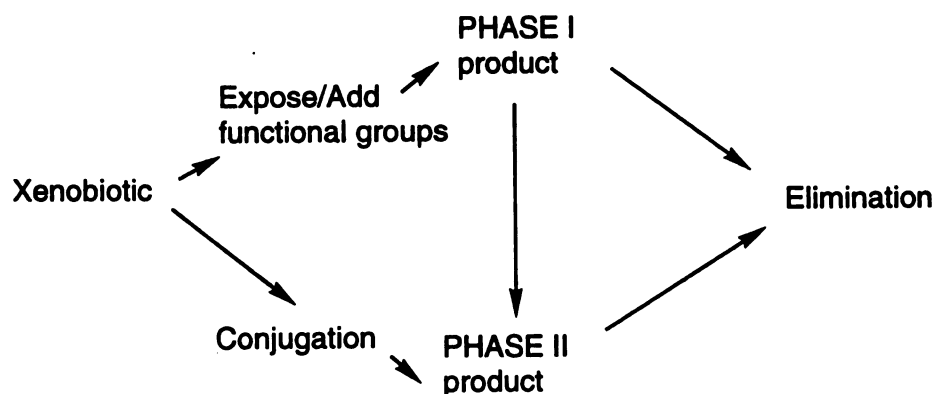 PHASE I
product
Expose/Add
functional groups
Xenobiotic
Elimination
Conjugation
PHASE II
product